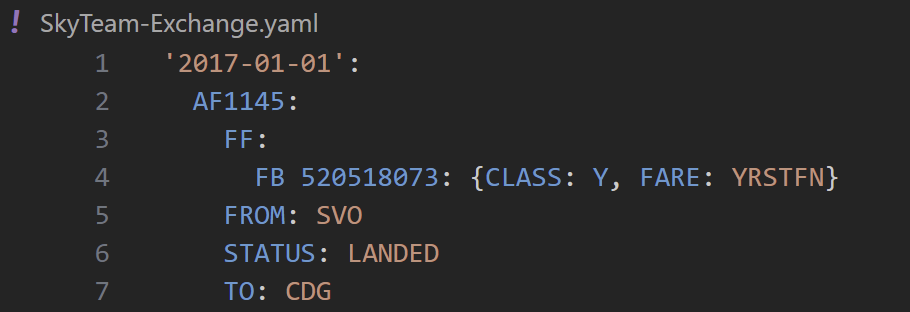 ! SkyTeam-Exchange.yaml
1 '2017-01-01':
2 AF1145:
3 FF:
4 FB 520518073: {CLASS: Y, FARE: YRSTFN}
5 FROM: SVO
6 STATUS: LANDED
7 TO: CDG